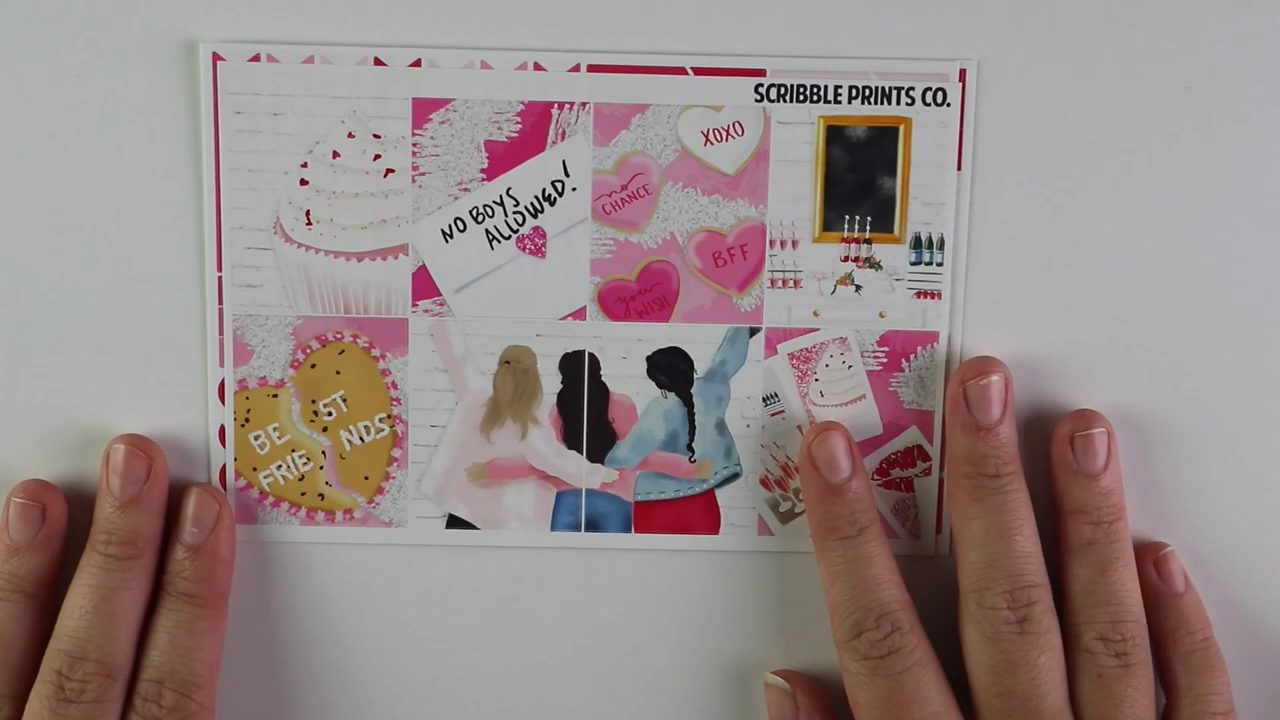 SCRIBBLE PRINTS CO.
NO BOYS
ALLOWED!
XOXO
no
CHANCE
BFF
your
WISH
BE ST
FRIE NDS